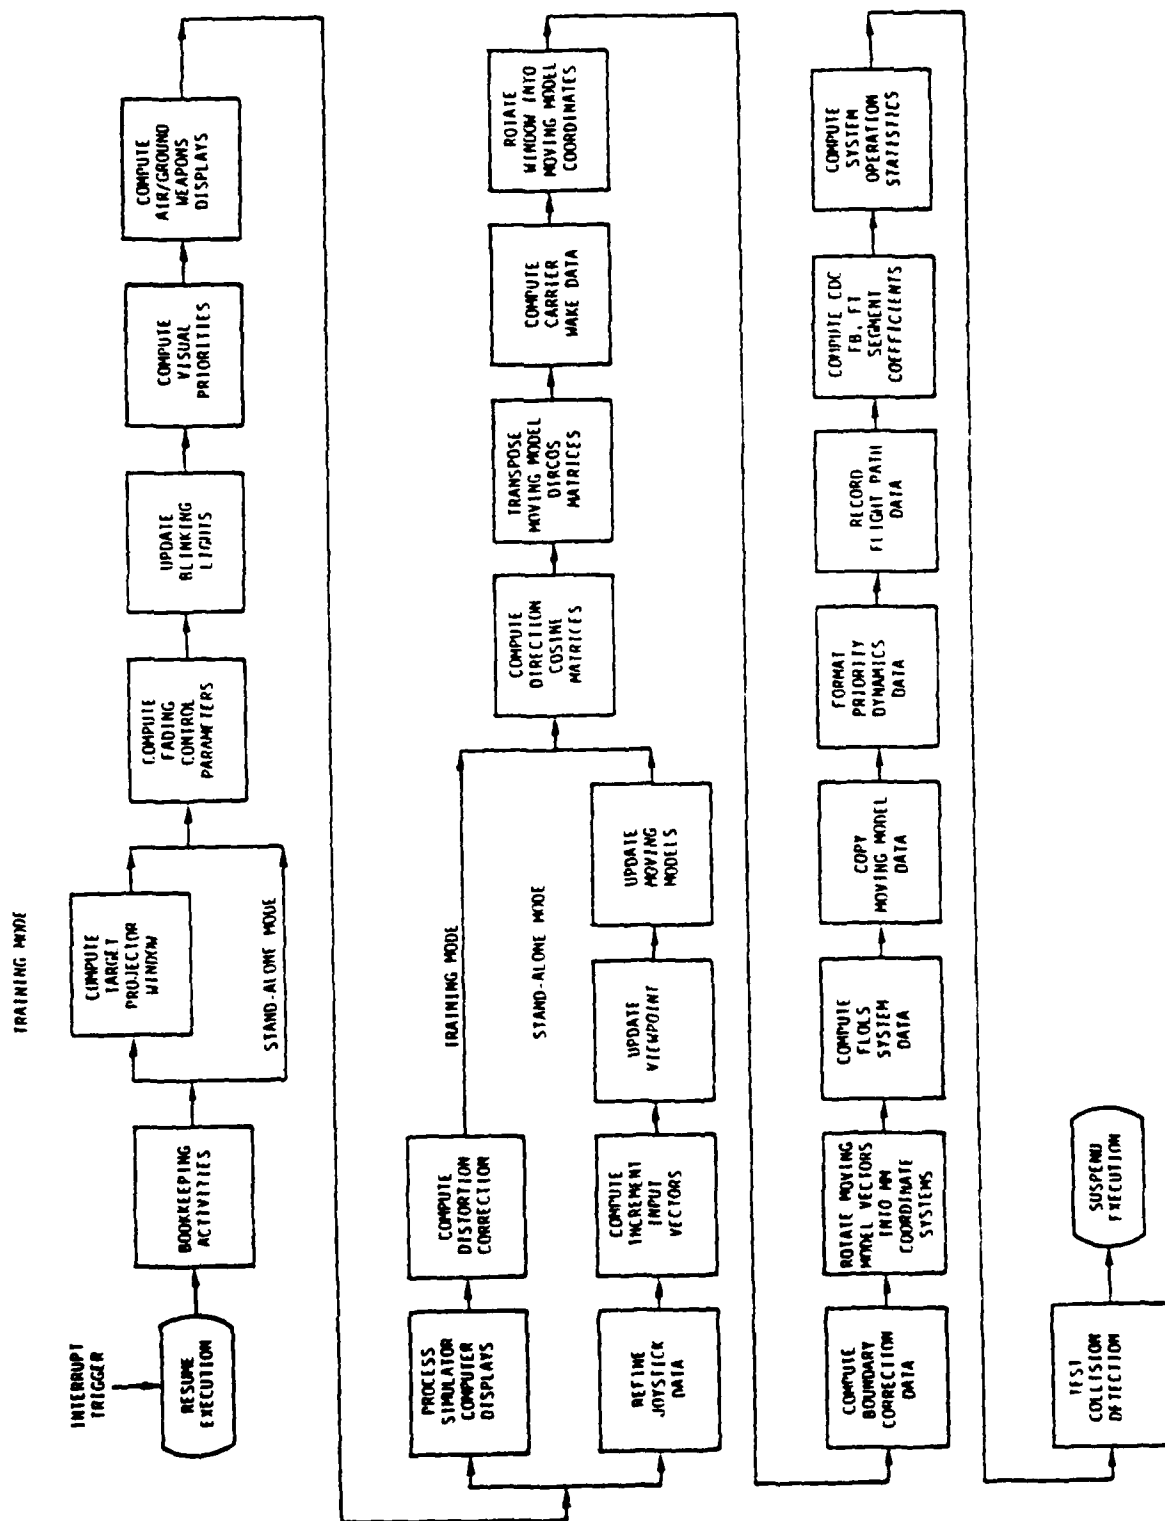 TRAINING MODE
INTERRUPT
TRIGGER
RESUME
EXECUTION
BOOKKEEPING
ACTIVITIES
COMPUTE
TARGET
PROJECTOR
WINDOW
STAND-ALONE MODE
COMPUTE
FADING
CONTROL
PARAMETERS
UPDATE
BLINKING
LIGHTS
COMPUTE
VISUAL
PRIORITIES
COMPUTE
AIR/GROUND
WEAPONS
DISPLAYS
PROCESS
SIMULATOR
COMPUTER
DISPLAYS
COMPUTE
DISTORTION
CORRECTION
TRAINING MODE
STAND-ALONE MODE
REFINE
JOYSTICK
DATA
COMPUTE
INCREMENT
INPUT
VECTORS
UPDATE
VIEWPOINT
UPDATE
MOVING
MODELS
COMPUTE
DIRECTION
COSINE
MATRICES
TRANSPOSE
MOVING MODEL
DIRCOS
MATRICES
COMPUTE
CARRIER
WAKE DATA
ROTATE
WINDOW INTO
MOVING MODEL
COORDINATES
COMPUTE
BOUNDARY
CORRECTION
DATA
ROTATE MOVING
MODEL VECTORS
INTO MM
COORDINATE
SYSTEMS
COMPUTE
FLOLS
SYSTEM
DATA
COPY
MOVING MODEL
DATA
FORMAT
PRIORITY
DYNAMICS
DATA
RECORD
FLIGHT PATH
DATA
COMPUTE CDC
FB, FT
SEGMENT
COEFFICIENTS
COMPUTE
SYSTEM
OPERATION
STATISTICS
TEST
COLLISION
DETECTION
SUSPEND
EXECUTION